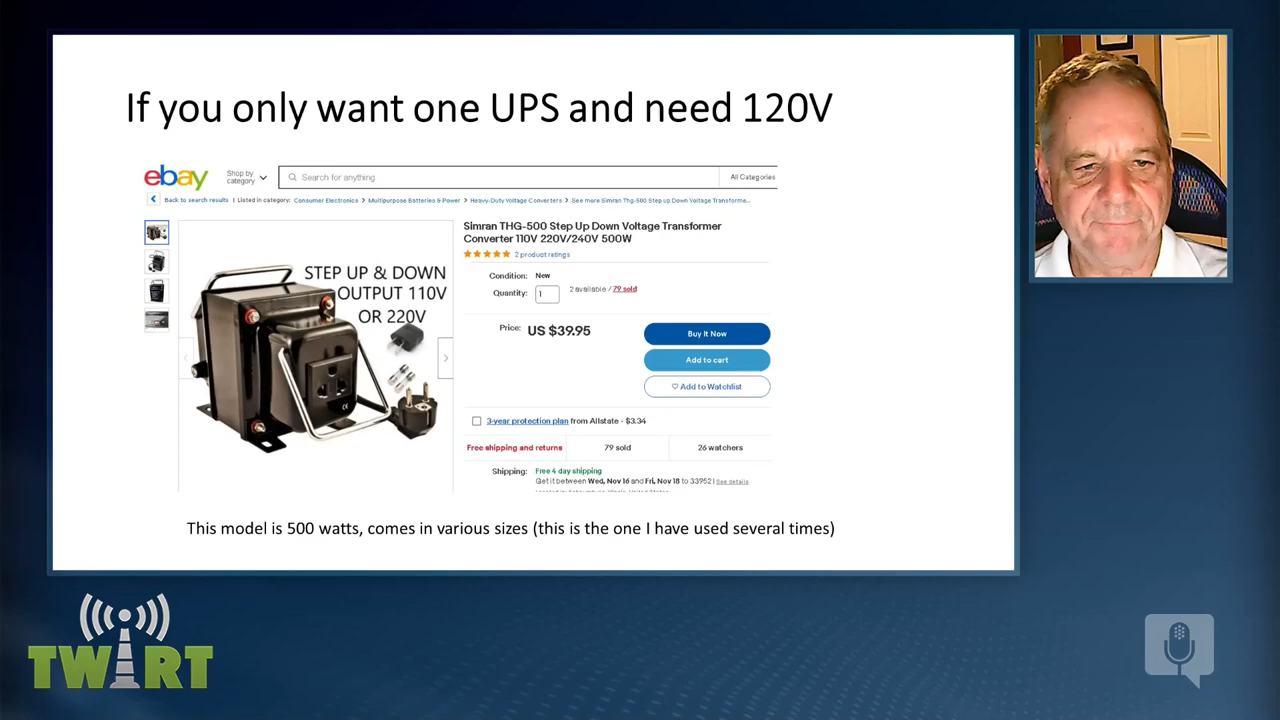 If you only want one UPS and need 120V
ebay
Shop by
category
Search for anything
All Categories
Back to search results | Listed in category: Consumer Electronics > Multipurpose Batteries & Power > Heavy-Duty Voltage Converters > See more Simran Thg-500 Step up Down Voltage Transforme...
STEP UP & DOWN
OUTPUT 110V
OR 220V
Simran THG-500 Step Up Down Voltage Transformer
Converter 110V 220V/240V 500W
2 product ratings
Condition: New
Quantity: 1
2 available / 79 sold
Price: US $39.95
Buy It Now
Add to cart
Add to Watchlist
3-year protection plan from Allstate - $3.34
Free shipping and returns
79 sold
26 watchers
Shipping: Free 4 day shipping
Get it between Wed, Nov 16 and Fri, Nov 18 to 33952 | See details
This model is 500 watts, comes in various sizes (this is the one I have used several times)
TWIRT